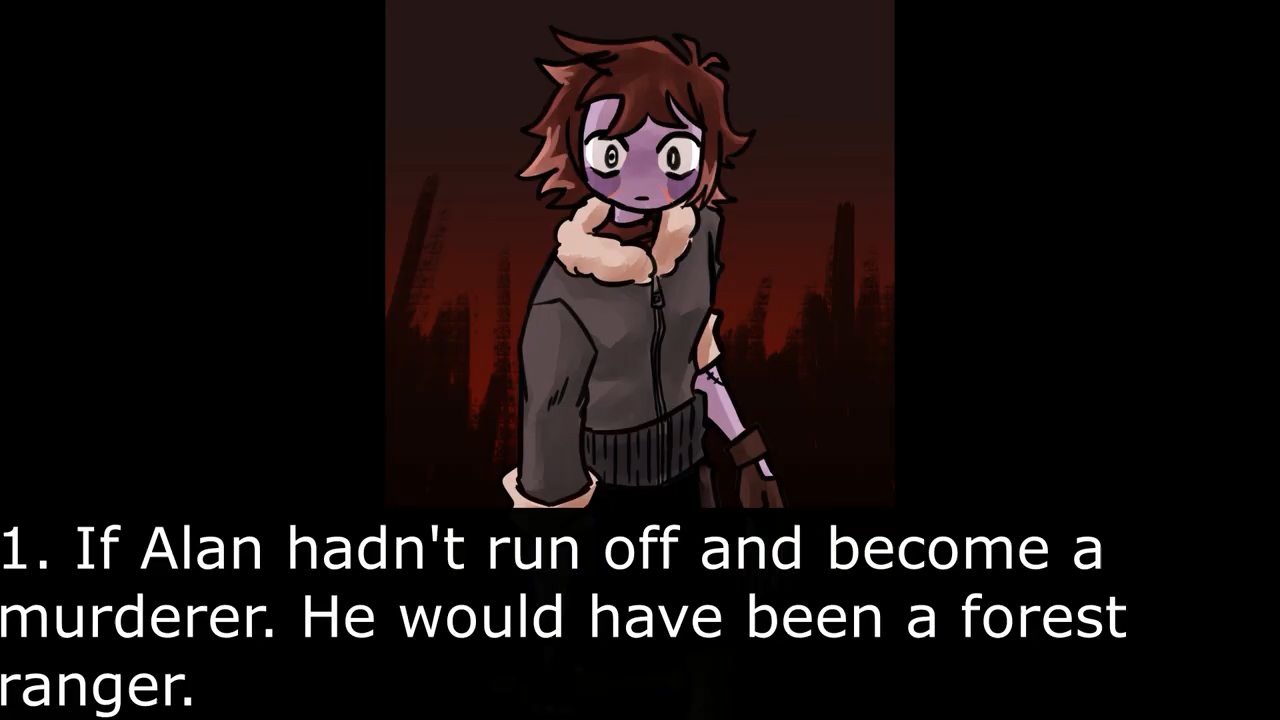 1. If Alan hadn't run off and become a
murderer. He would have been a forest
ranger.